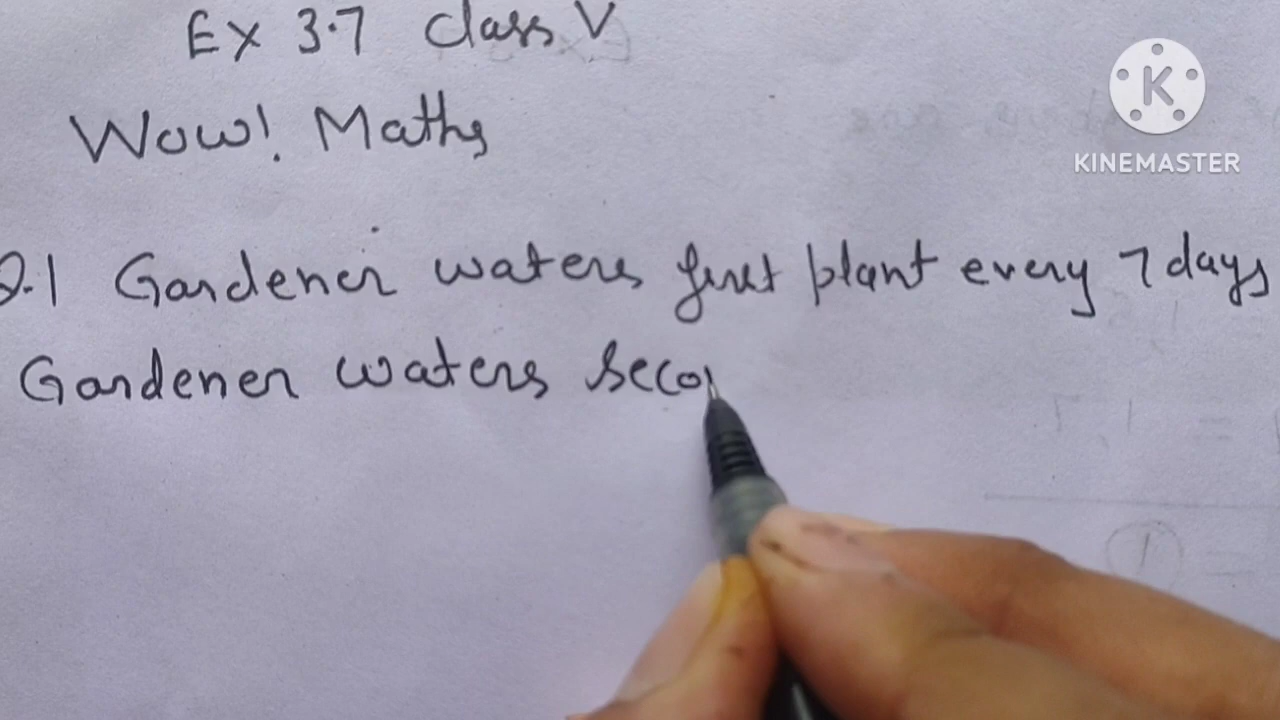 Ex 3.7 Class V
Wow! Maths
KINEMASTER
Q.1 Gardener waters first plant every 7 days
Gardener waters seco